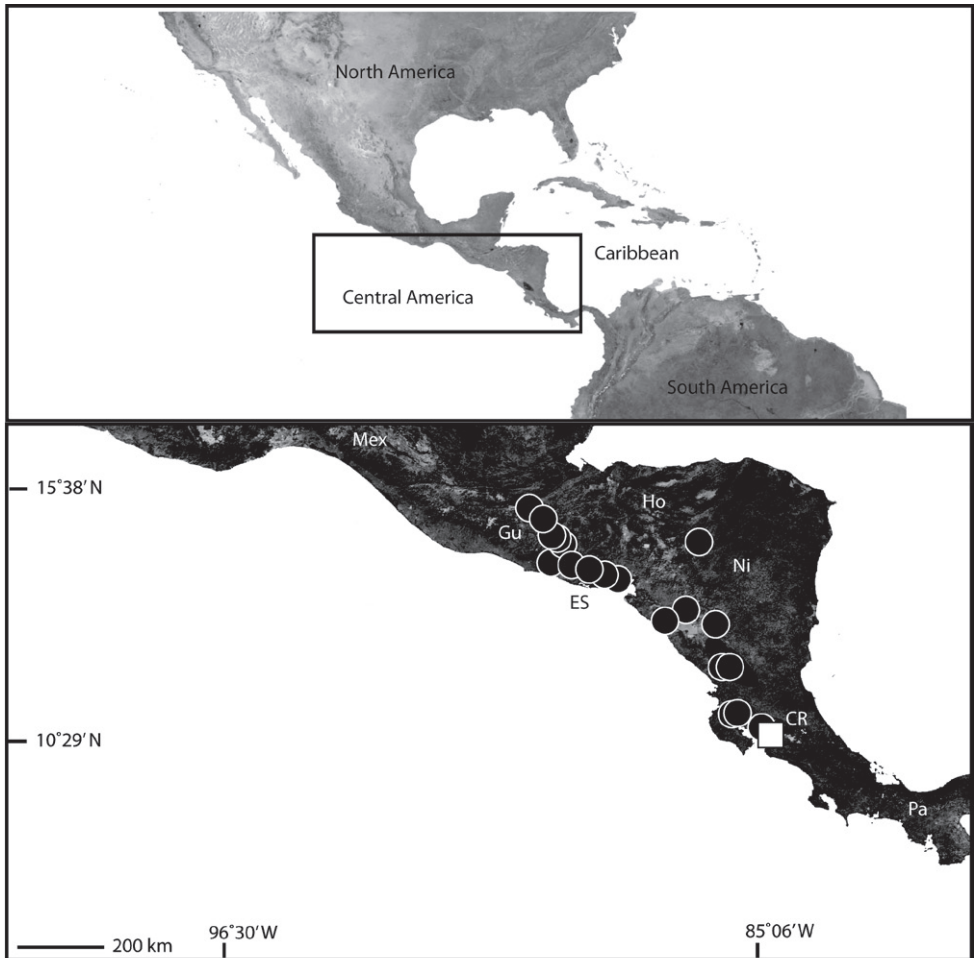 North America
Caribbean
Central America
South America
Mex
15°38' N
Ho
Gu
Ni
ES
CR
10°29' N
Pa
96°30' W
85°06' W
200 km